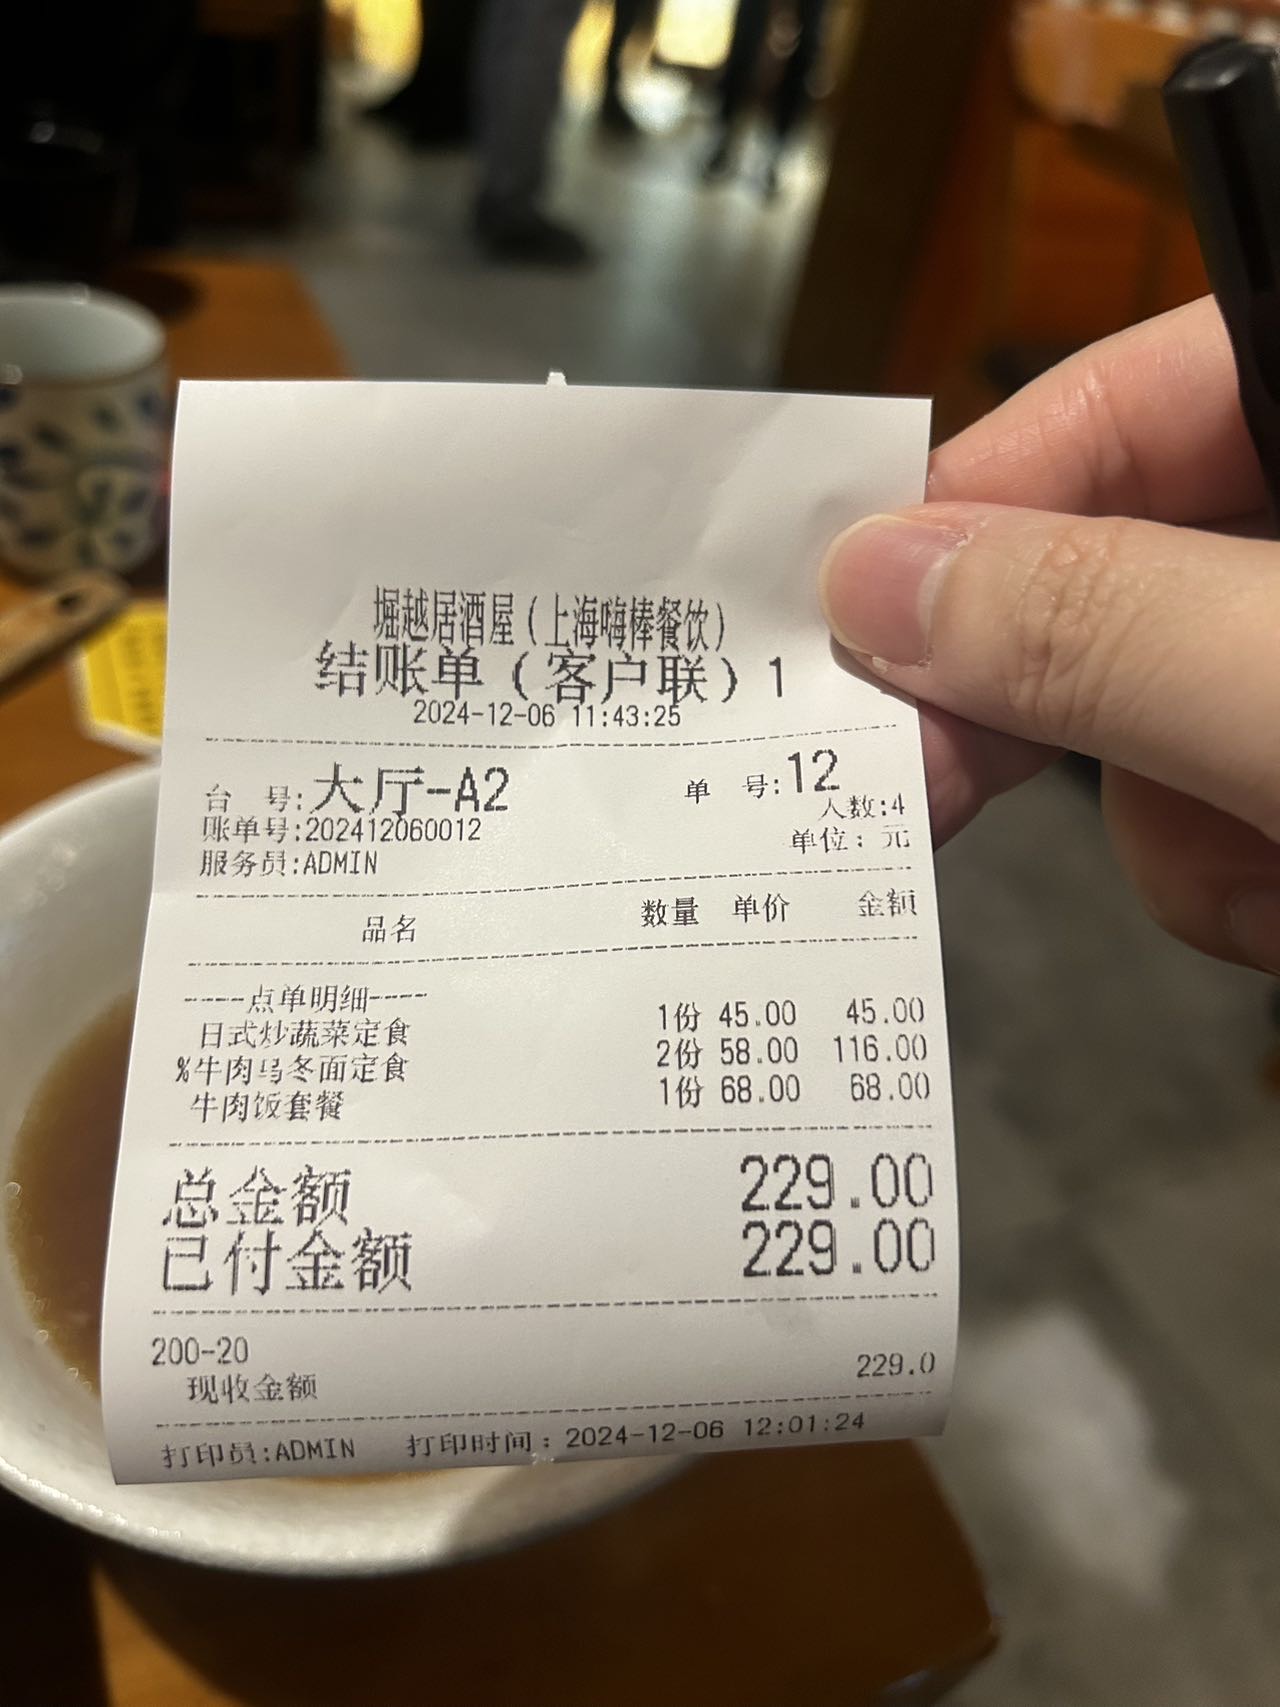 堀越居酒屋（上海嗨棒餐饮）
结账单（客户联）1
2024-12-06 11:43:25
台 号:大厅-A2 单 号:12
人数:4
账单号:202412060012
单位: 元
服务员:ADMIN
品名 数量 单价 金额
----点单明细----
日式炒蔬菜定食 1份 45.00 45.00
%牛肉乌冬面定食 2份 58.00 116.00
牛肉饭套餐 1份 68.00 68.00
总金额 229.00
已付金额 229.00
200-20
现收金额 229.0
打印员:ADMIN 打印时间：2024-12-06 12:01:24